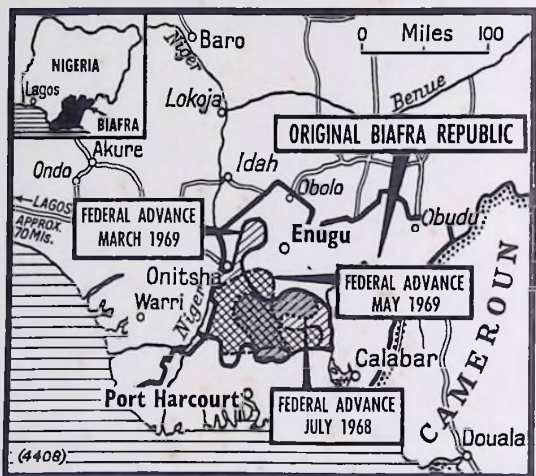 Baro
0 Miles 100
NIGERIA
Lagos
BIAFRA
Niger
Lokoja
Benue
ORIGINAL BIAFRA REPUBLIC
Akure
Ondo
Idah
Obolo
Obudu
←LAGOS
APPROX.
70 MIS.
FEDERAL ADVANCE
MARCH 1969
Enugu
Onitsha
FEDERAL ADVANCE
MAY 1969
Warri
Niger
CAMEROUN
Calabar
Port Harcourt
FEDERAL ADVANCE
JULY 1968
Douala
(4408)